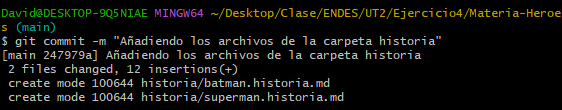 David@DESKTOP-9Q5NIAE MINGW64 ~/Desktop/Clase/ENDES/UT2/Ejercicio4/Materia-Heroe
s (main)
$ git commit -m "Añadiendo los archivos de la carpeta historia"
[main 247979a] Añadiendo los archivos de la carpeta historia
 2 files changed, 12 insertions(+)
 create mode 100644 historia/batman.historia.md
 create mode 100644 historia/superman.historia.md